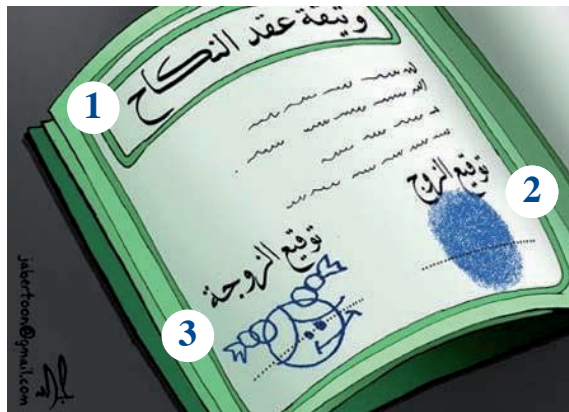 وثيقة عقد النكاح
1
توقيع الزوج
2
توقيع الزوجة
3
jabertoon@gmail.com